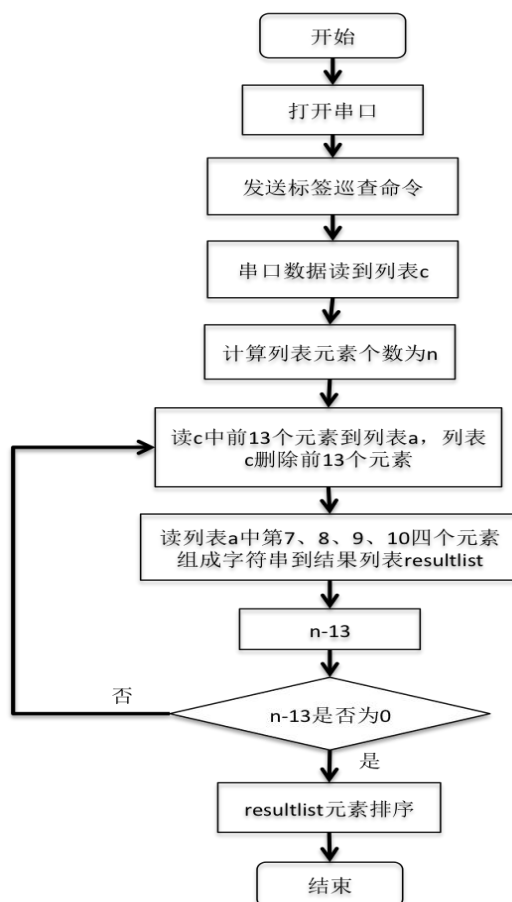 开始
打开串口
发送标签巡查命令
串口数据读到列表c
计算列表元素个数为n
读c中前13个元素到列表a，列表
c删除前13个元素
读列表a中第7、8、9、10四个元素
组成字符串到结果列表resultlist
n-13
否
n-13是否为0
是
resultlist元素排序
结束